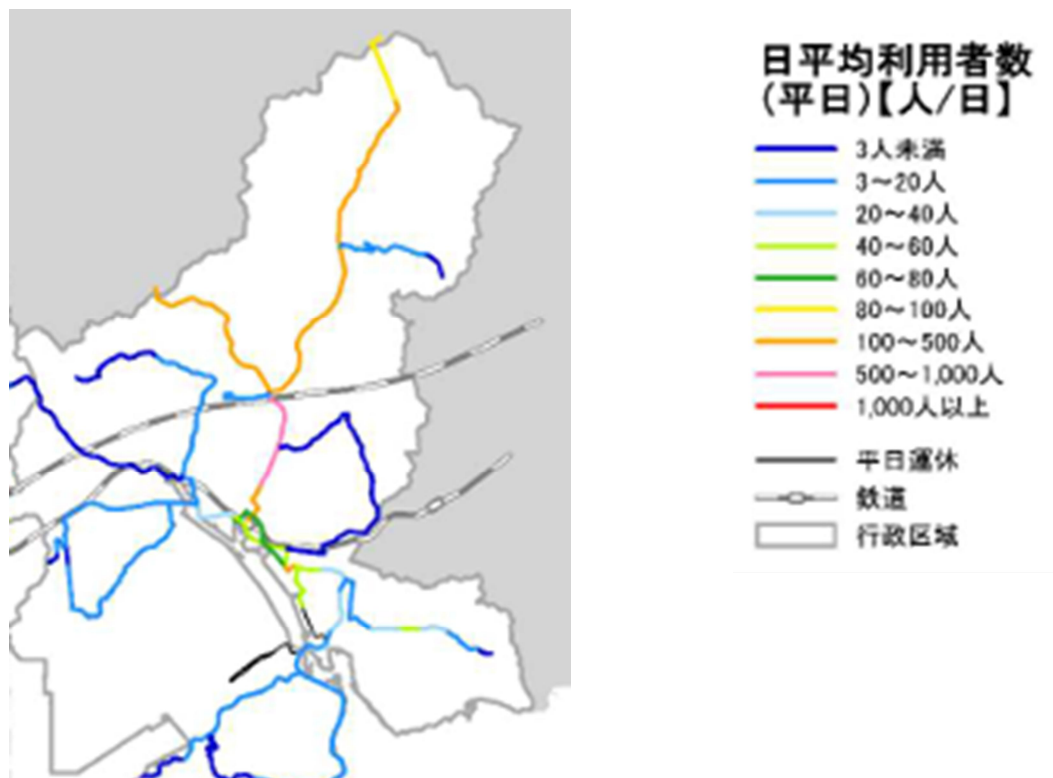 日平均利用者数
(平日)【人/日】
3人未満
3～20人
20～40人
40～60人
60～80人
80～100人
100～500人
500～1,000人
1,000人以上
平日運休
鉄道
行政区域